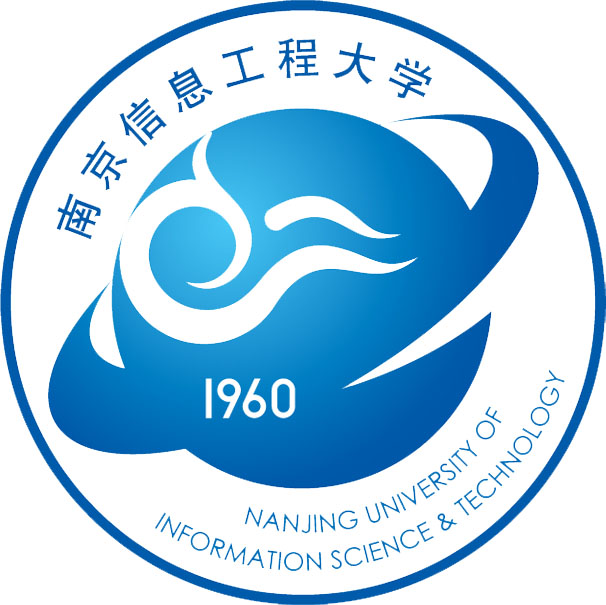 南京信息工程大学
1960
NANJING UNIVERSITY OF
INFORMATION SCIENCE & TECHNOLOGY